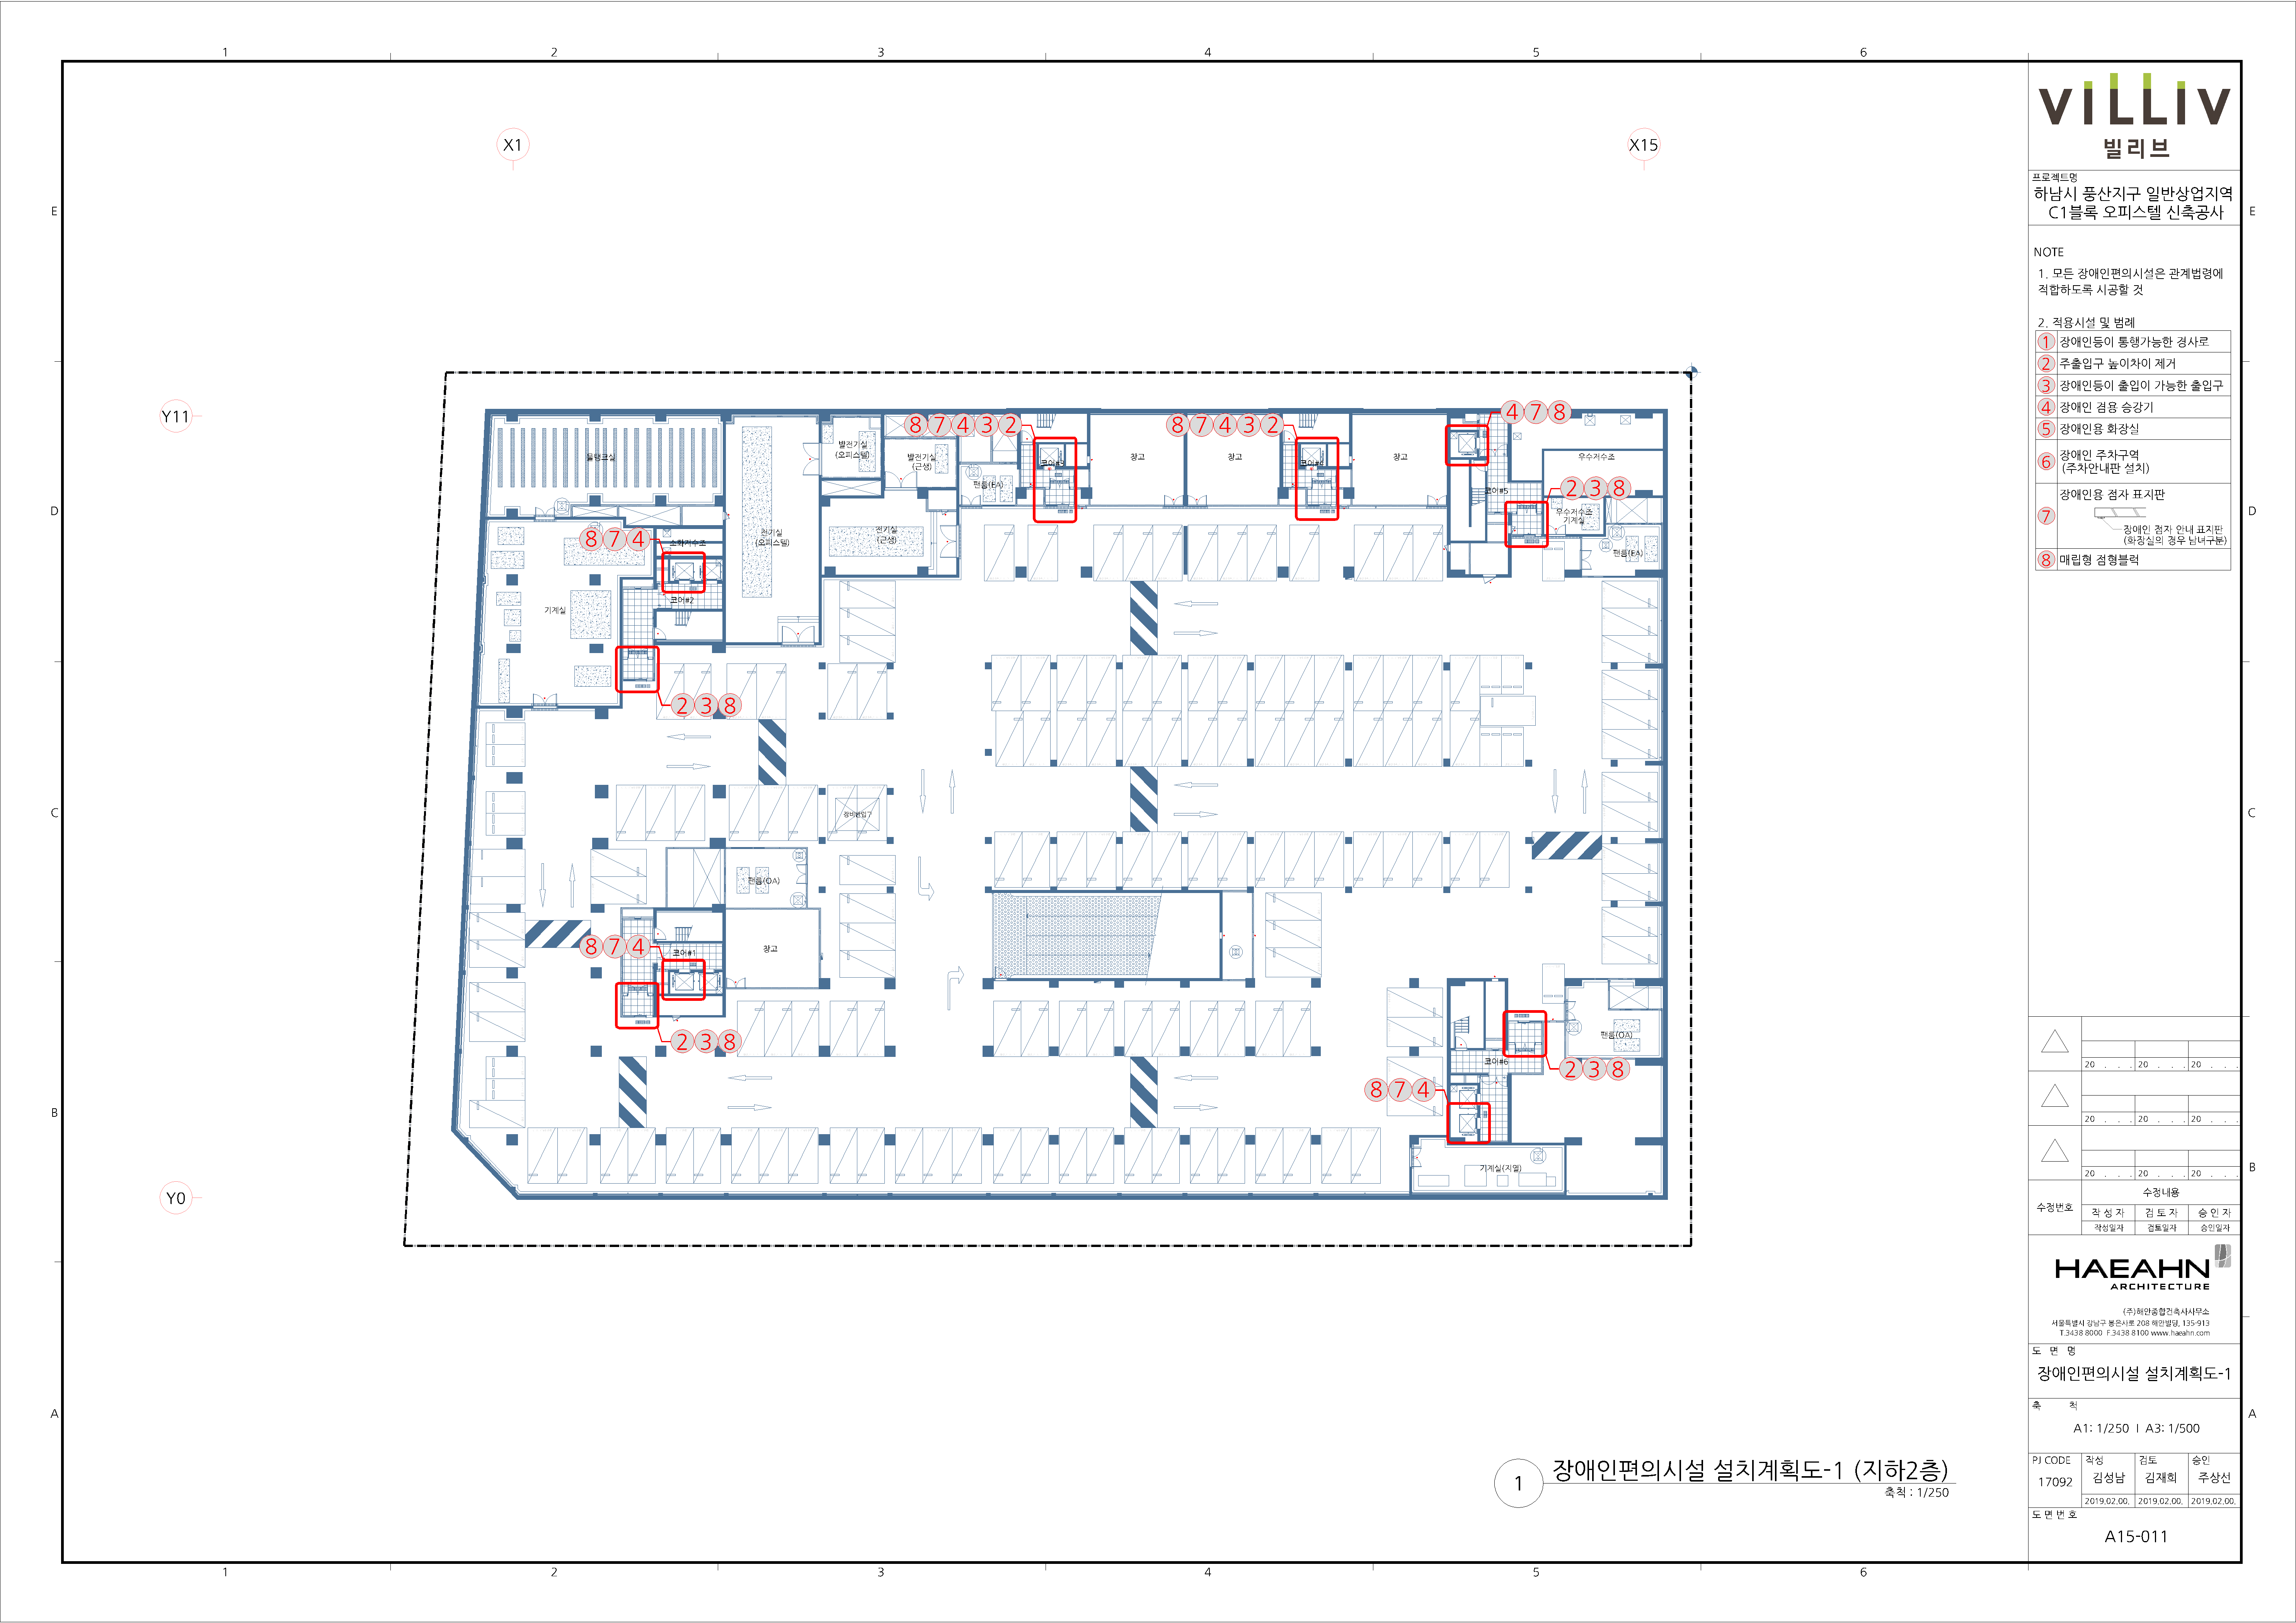 1 2 3 4 5 6
X1 X15
E E
Y11
8 7 4 3 2
8 7 4 3 2
4 7 8
물탱크실
발전기실
(오피스텔)
발전기실
(근생)
팬룸(EA)
코어#3
창고
창고
코어#4
창고
코어#5
우수저수조
2 3 8
D D
8 7 4
소화저수조
전기실
(오피스텔)
전기실
(근생)
우수저수조
기계실
팬룸(EA)
기계실
코어#2
2 3 8
C C
장비반입구
팬룸(OA)
8 7 4
코어#1
창고
2 3 8
팬룸(OA)
코어#6
2 3 8
8 7 4
B B
기계실(지열)
Y0
A A
1 장애인편의시설 설치계획도-1 (지하2층)
축척 : 1/250
1 2 3 4 5 6
VILLIV
빌리브
프로젝트명
하남시 풍산지구 일반상업지역
C1블록 오피스텔 신축공사
NOTE
1. 모든 장애인편의시설은 관계법령에
적합하도록 시공할 것
2. 적용시설 및 범례
1 장애인등이 통행가능한 경사로
2 주출입구 높이차이 제거
3 장애인등이 출입이 가능한 출입구
4 장애인 겸용 승강기
5 장애인용 화장실
6 장애인 주차구역
(주차안내판 설치)
7 장애인용 점자 표지판
장애인 점자 안내 표지판
(화장실의 경우 남녀구분)
8 매립형 점형블럭
20 . . . 20 . . . 20 . . .
20 . . . 20 . . . 20 . . .
20 . . . 20 . . . 20 . . .
수정번호 수정내용
작 성 자 검 토 자 승 인 자
작성일자 검토일자 승인일자
HAEAHN
ARCHITECTURE
(주)해안종합건축사사무소
서울특별시 강남구 봉은사로 208 해안빌딩, 135-913
T.3438 8000 F.3438 8100 www.haeahn.com
도 면 명
장애인편의시설 설치계획도-1
축 척
A1: 1/250 | A3: 1/500
PJ CODE 작성 검토 승인
17092 김성남 김재희 주상선
2019.02.00. 2019.02.00. 2019.02.00.
도 면 번 호
A15-011